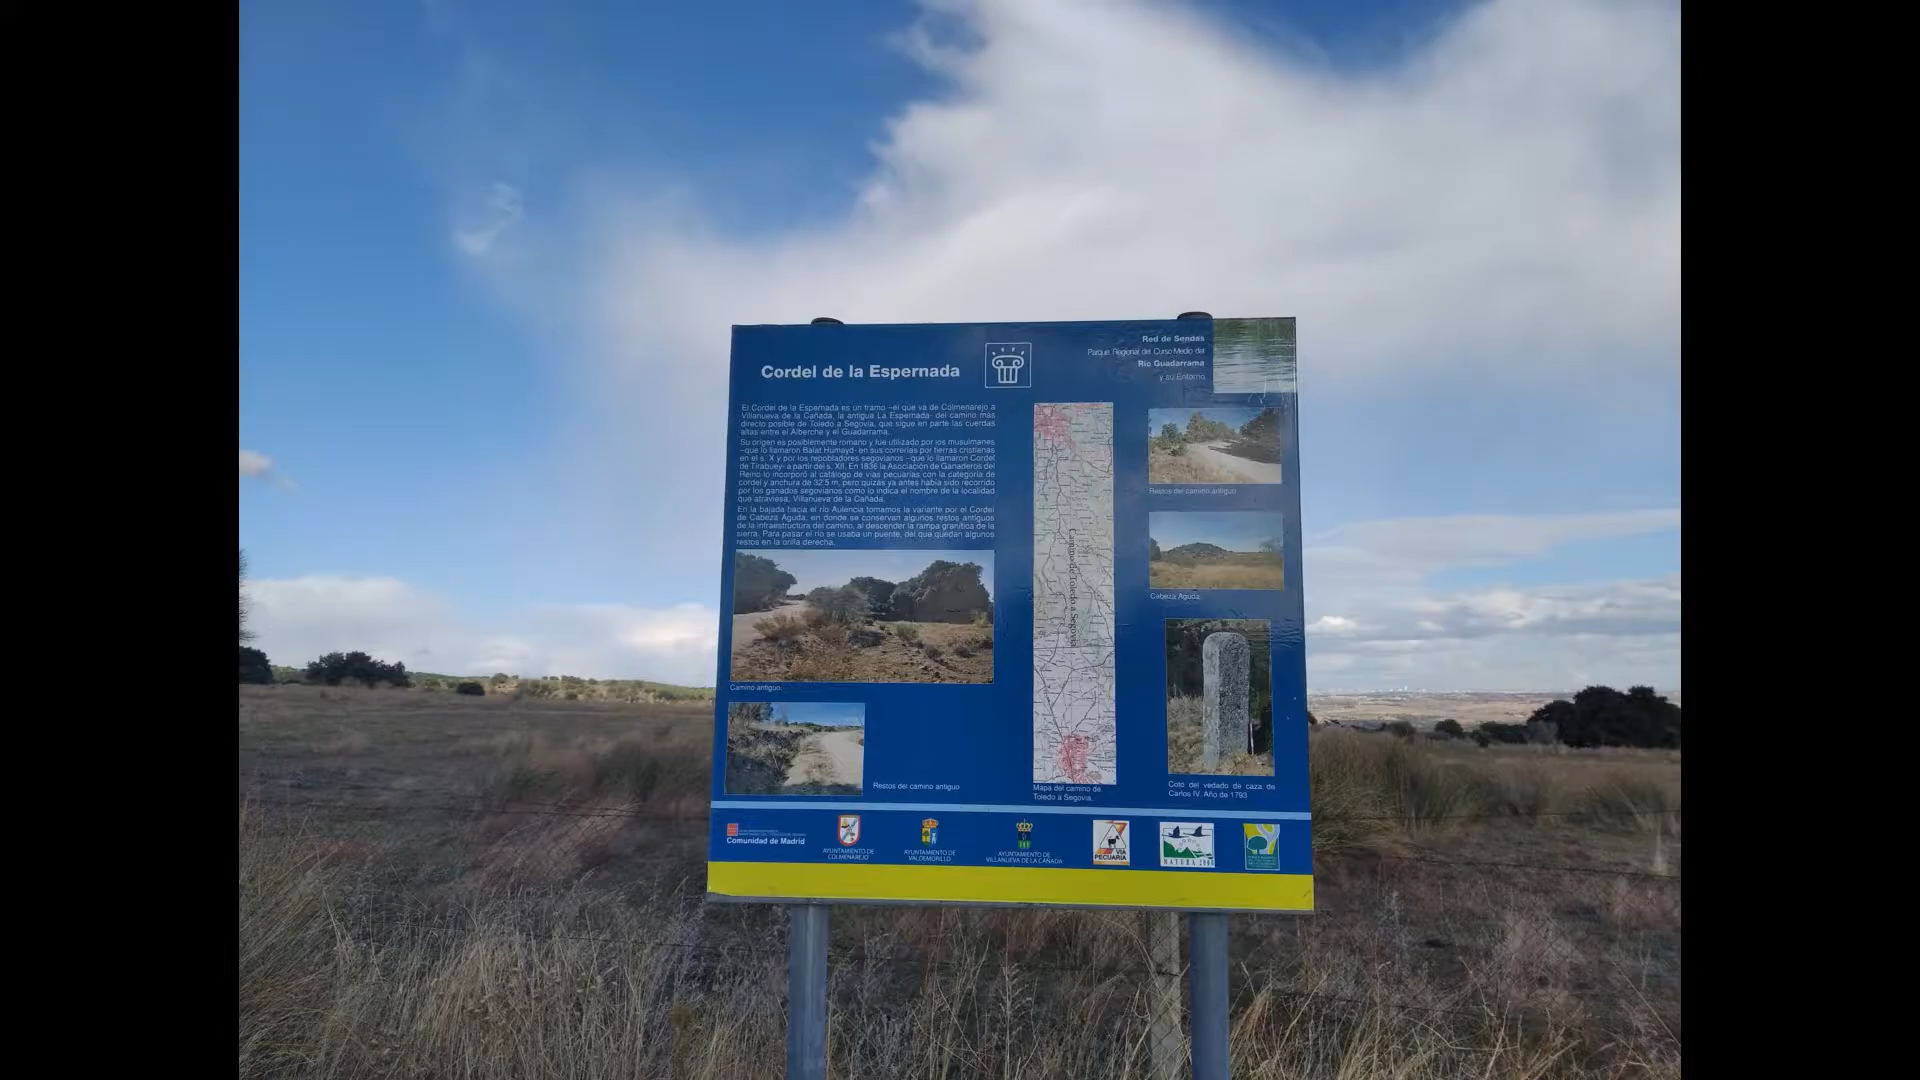 Cordel de la Espernada
Red de Sendas
Parque Regional del Curso Medio del
Río Guadarrama
y su Entorno
El Cordel de la Espernada es un tramo –el que va de Colmenarejo a
Villanueva de la Cañada, la antigua La Espernada- del camino más
directo posible de Toledo a Segovia, que sigue en parte las cuerdas
altas entre el Alberche y el Guadarrama.
Su origen es posiblemente romano y fue utilizado por los musulmanes
–que lo llamaron Balat Humayd- en sus correrías por tierras cristianas
en el s. X y por los repobladores segovianos –que lo llamaron Cordel
de Tirabuey- a partir del s. XII. En 1836 la Asociación de Ganaderos del
Reino lo incorporó al catálogo de vías pecuarias con la categoría de
cordel y anchura de 32'5 m, pero quizás ya antes había sido recorrido
por los ganados segovianos como lo indica el nombre de la localidad
que atraviesa, Villanueva de la Cañada.
En la bajada hacia el río Aulencia tomamos la variante por el Cordel
de Cabeza Aguda, en donde se conservan algunos restos antiguos
de la infraestructura del camino, al descender la rampa granítica de la
sierra. Para pasar el río se usaba un puente, del que quedan algunos
restos en la orilla derecha.
Camino antiguo.
Restos del camino antiguo
Camino de Toledo a Segovia
Mapa del camino de
Toledo a Segovia.
Restos del camino antiguo
Cabeza Aguda.
Coto del vedado de caza de
Carlos IV. Año de 1793
Comunidad de Madrid
AYUNTAMIENTO DE
COLMENAREJO
AYUNTAMIENTO DE
VALDEMORILLO
AYUNTAMIENTO DE
VILLANUEVA DE LA CAÑADA
VIA
PECUARIA
NATURA 2000